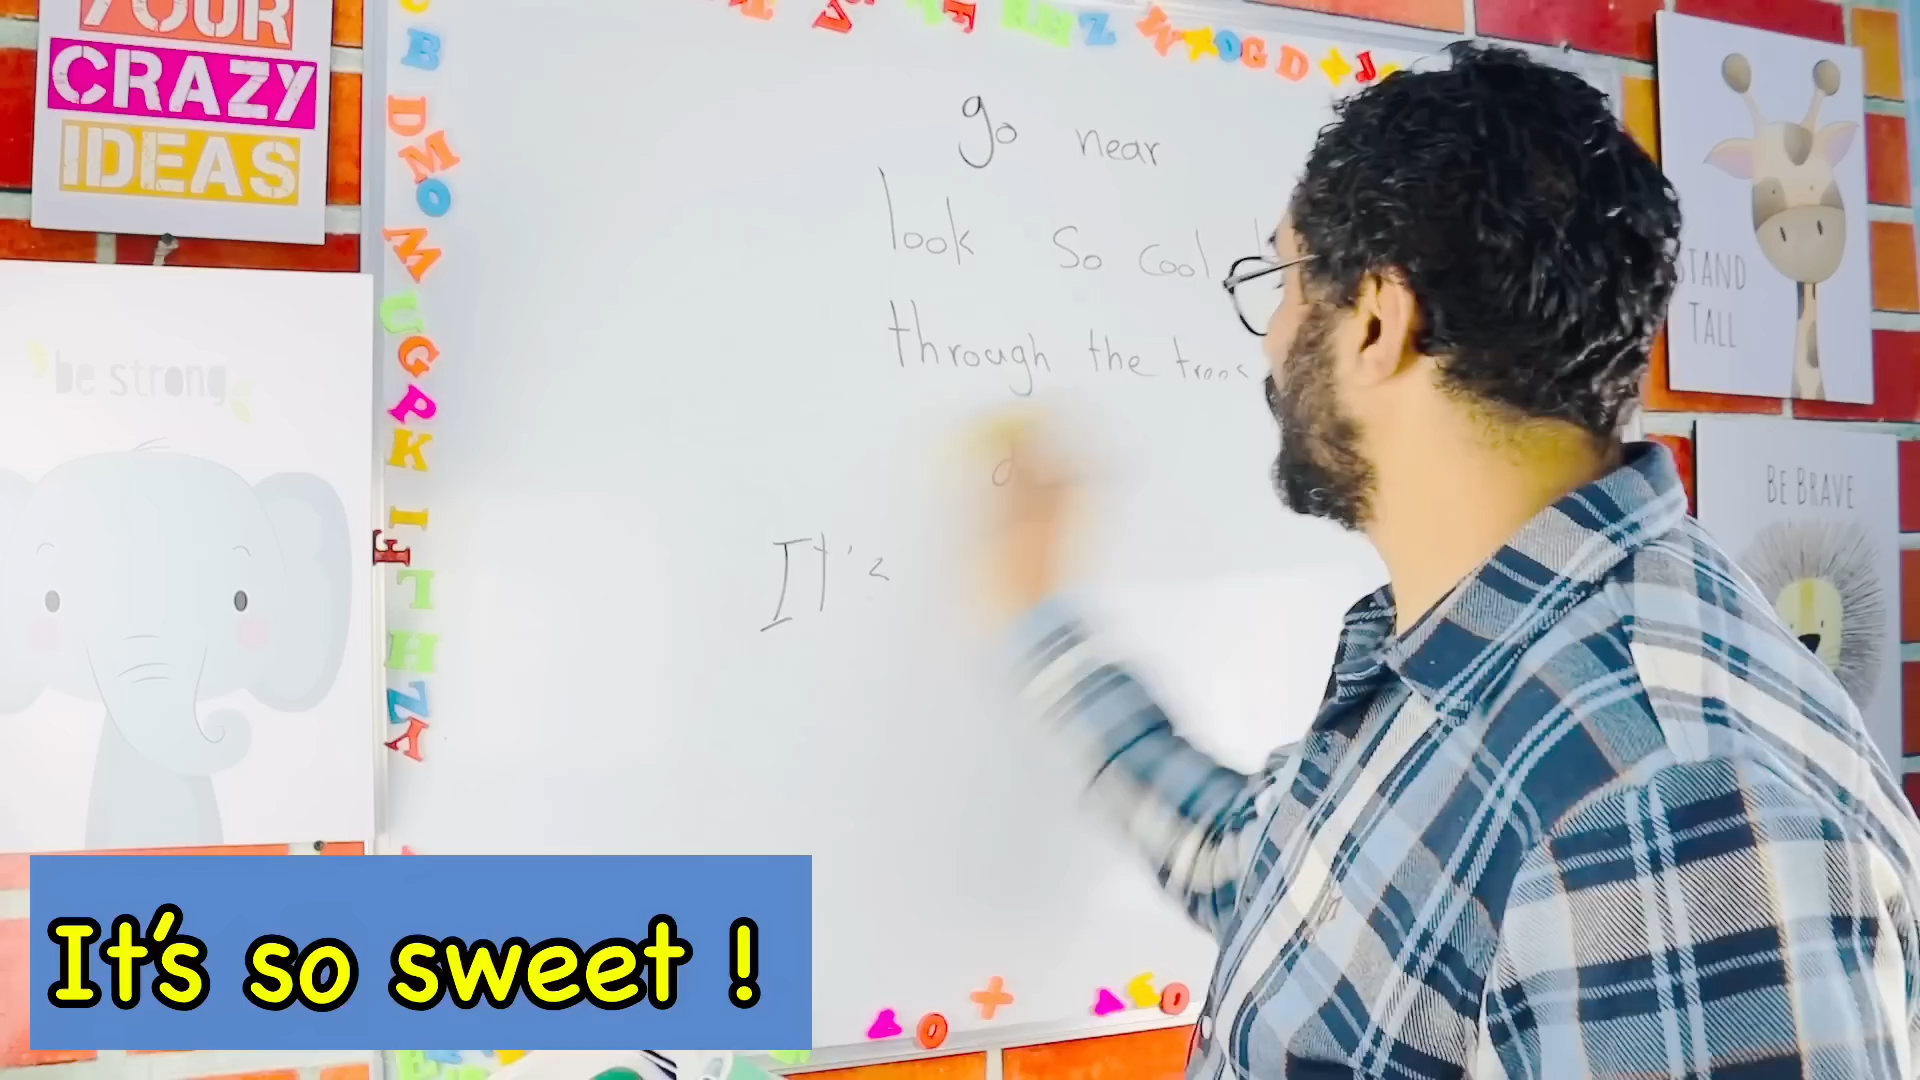 YOUR
CRAZY
IDEAS
be strong
go near
look so cool
through the trees
It's
STAND
TALL
BE BRAVE
It's so sweet !